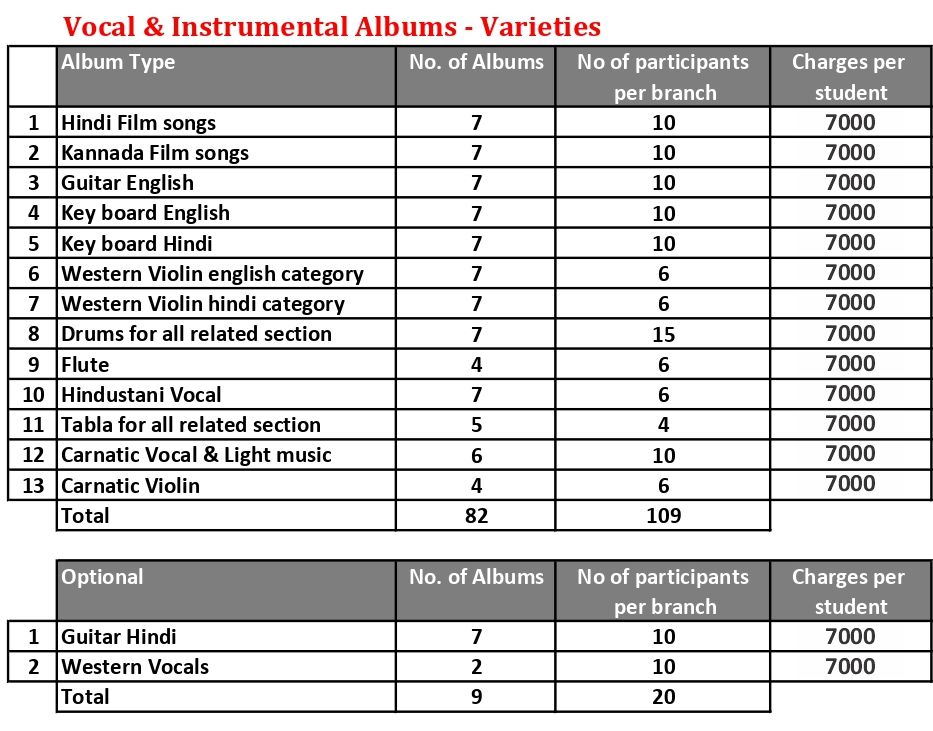 Vocal & Instrumental Albums - Varieties
Album Type No. of Albums No of participants per branch Charges per student
1 Hindi Film songs 7 10 7000
2 Kannada Film songs 7 10 7000
3 Guitar English 7 10 7000
4 Key board English 7 10 7000
5 Key board Hindi 7 10 7000
6 Western Violin english category 7 6 7000
7 Western Violin hindi category 7 6 7000
8 Drums for all related section 7 15 7000
9 Flute 4 6 7000
10 Hindustani Vocal 7 6 7000
11 Tabla for all related section 5 4 7000
12 Carnatic Vocal & Light music 6 10 7000
13 Carnatic Violin 4 6 7000
Total 82 109
Optional No. of Albums No of participants per branch Charges per student
1 Guitar Hindi 7 10 7000
2 Western Vocals 2 10 7000
Total 9 20